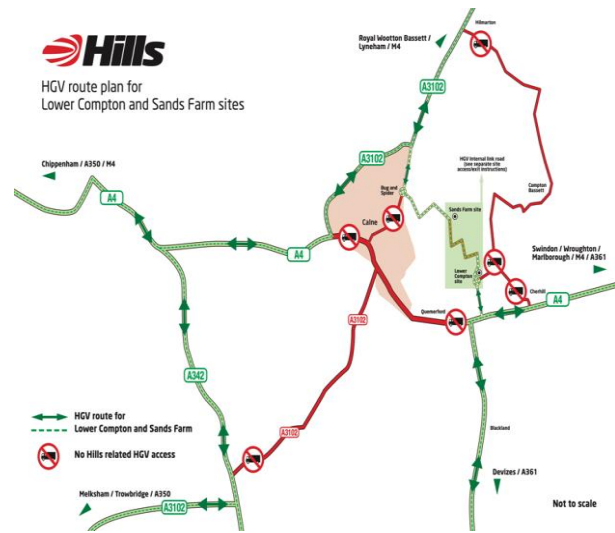 Hills
HGV route plan for
Lower Compton and Sands Farm sites
Royal Wootton Bassett /
Lyneham / M4
Hilmarton
A3102
A3102
HGV Internal link road
(see separate site
access/exit instructions)
Chippenham / A350 / M4
Compton
Bassett
Bug and
Spider
Sands Farm site
A4
Calne
Swindon / Wroughton /
Marlborough / M4 / A361
A4
Lower
Compton
site
Cherhill
A4
Quemerford
A3102
A342
HGV route for
Lower Compton and Sands Farm
A3102
Blackland
No Hills related HGV access
Devizes / A361
Melksham / Trowbridge / A350
A3102
Not to scale